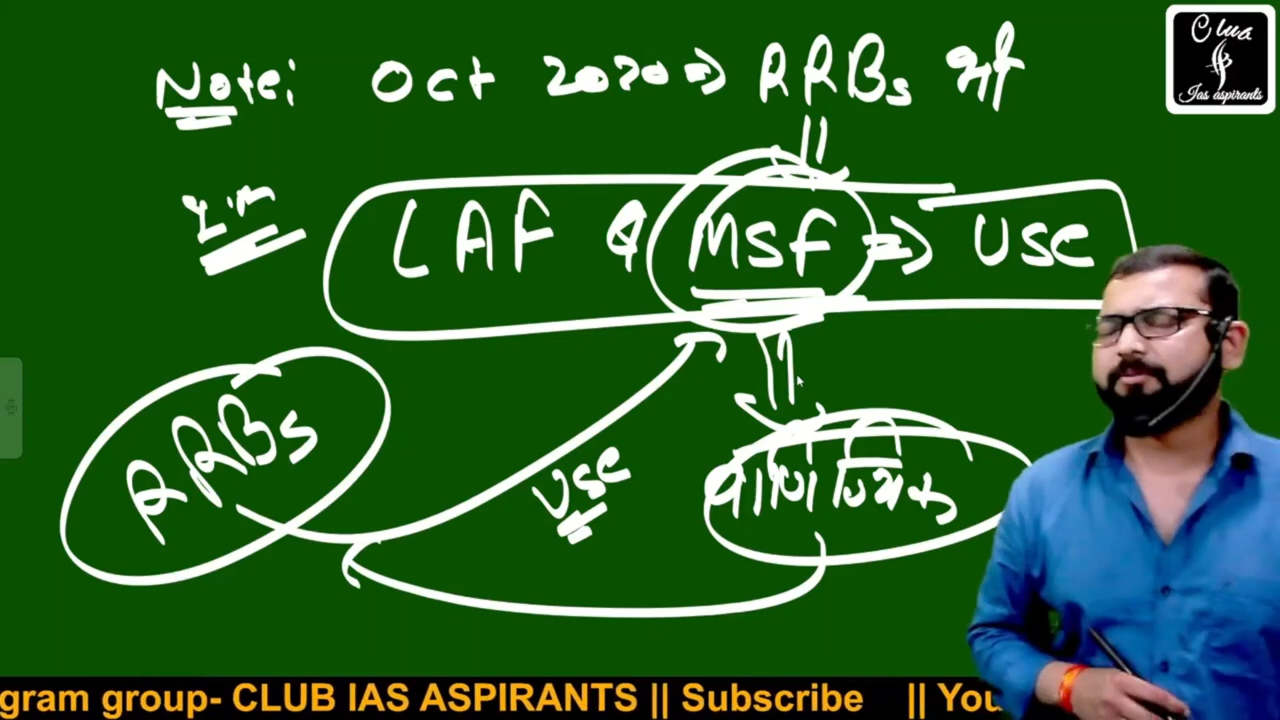 Note: Oct 2020 ⇒ RRBs भी
LAF & MSF ⇒ USE
RRBs
Use
वाणिज्यिक
Club
Ias aspirants
gram group- CLUB IAS ASPIRANTS || Subscribe || You